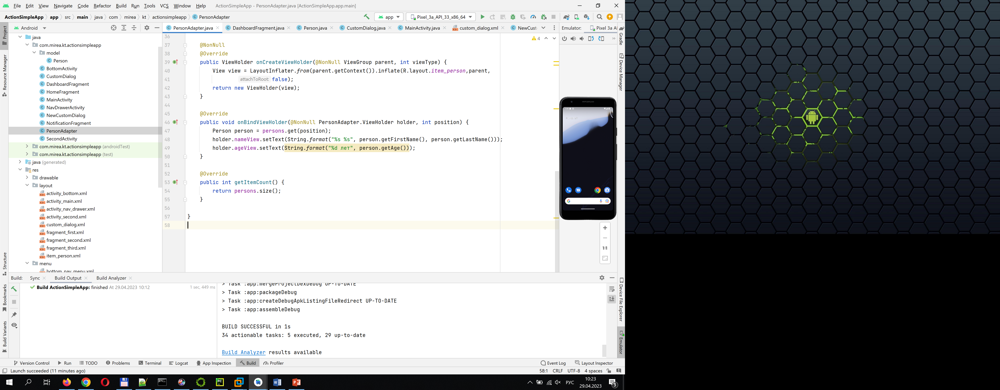 File Edit View Navigate Code Refactor Build Run Tools VCS Window Help ActionSimpleApp - PersonAdapter.java [ActionSimpleApp.app.main]
ActionSimpleApp app src main java com mirea kt actionsimpleapp PersonAdapter app Pixel_3a_API_33_x86_64
Android PersonAdapter.java DashboardFragment.java Person.java CustomDialog.java MainActivity.java custom_dialog.xml NewCust Emulator: Pixel 3a AI
Project
Resource Manager
Structure
Bookmarks
Build Variants
java
com.mirea.kt.actionsimpleapp
model
Person
BottomActivity
CustomDialog
DashboardFragment
HomeFragment
MainActivity
NavDrawerActivity
NewCustomDialog
NotificationFragment
PersonAdapter
SecondActivity
com.mirea.kt.actionsimpleapp (androidTest)
com.mirea.kt.actionsimpleapp (test)
java (generated)
res
drawable
layout
activity_bottom.xml
activity_main.xml
activity_nav_drawer.xml
activity_second.xml
custom_dialog.xml
fragment_first.xml
fragment_second.xml
fragment_third.xml
item_person.xml
menu
bottom_nav_menu.xml
36
37 @NonNull
38 @Override
39 public ViewHolder onCreateViewHolder(@NonNull ViewGroup parent, int viewType) {
40 View view = LayoutInflater.from(parent.getContext()).inflate(R.layout.item_person,parent,
41 attachToRoot: false);
42 return new ViewHolder(view);
43 }
44
45 @Override
46 public void onBindViewHolder(@NonNull PersonAdapter.ViewHolder holder, int position) {
47 Person person = persons.get(position);
48 holder.nameView.setText(String.format("%s %s", person.getFirstName(), person.getLastName()));
49 holder.ageView.setText(String.format("%d лет", person.getAge()));
50 }
51
52 @Override
53 public int getItemCount() {
54 return persons.size();
55 }
56
57 }
58
4
1:1
Gradle
Device Manager
Device File Explorer
Emulator
Build: Sync Build Output Build Analyzer
Build ActionSimpleApp: finished At 29.04.2023 10:12 1 sec, 449 ms
> Task :app:mergeProjectDexDebug UP-TO-DATE
> Task :app:packageDebug
> Task :app:createDebugApkListingFileRedirect UP-TO-DATE
> Task :app:assembleDebug
BUILD SUCCESSFUL in 1s
34 actionable tasks: 5 executed, 29 up-to-date
Build Analyzer results available
Version Control Run TODO Problems Terminal Logcat App Inspection Build Profiler Event Log Layout Inspector
Launch succeeded (11 minutes ago) 58:1 CRLF UTF-8 4 spaces
РУС 10:23
29.04.2023 3